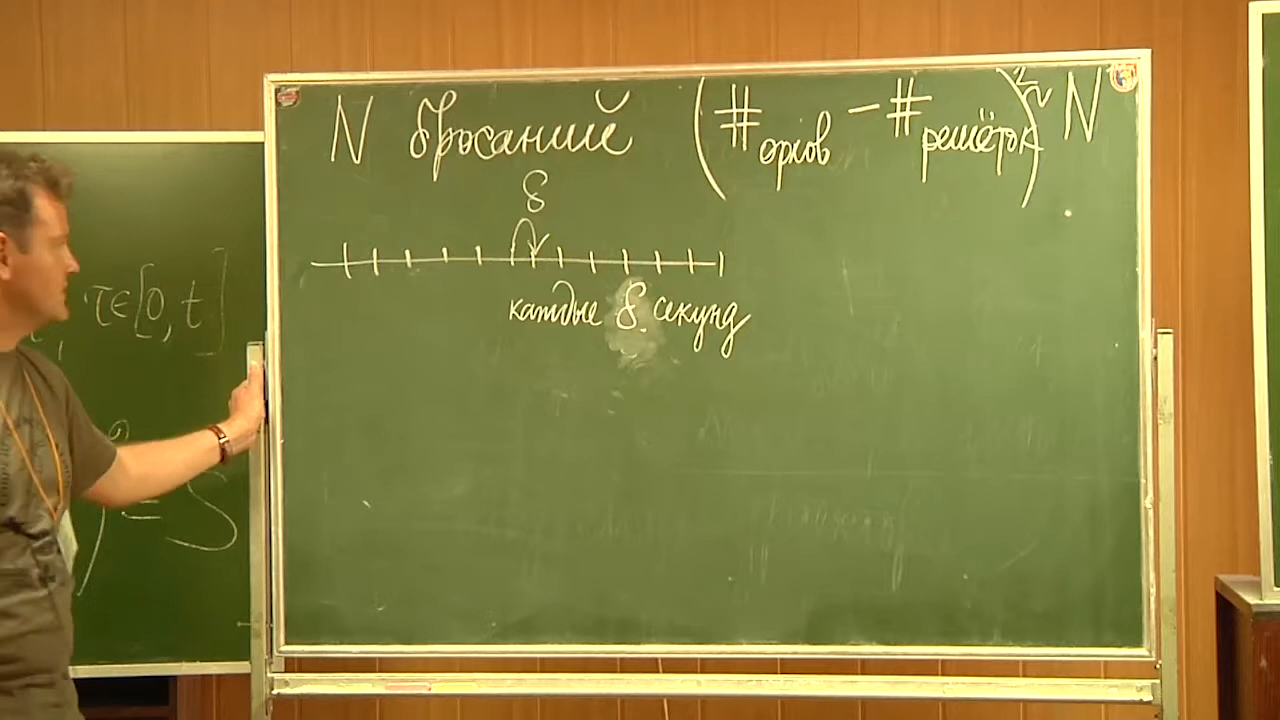 N бросаний (#орлов − #решёток)² ~ N
ε
каждые ε секунд
τ∈[0, t]
= S